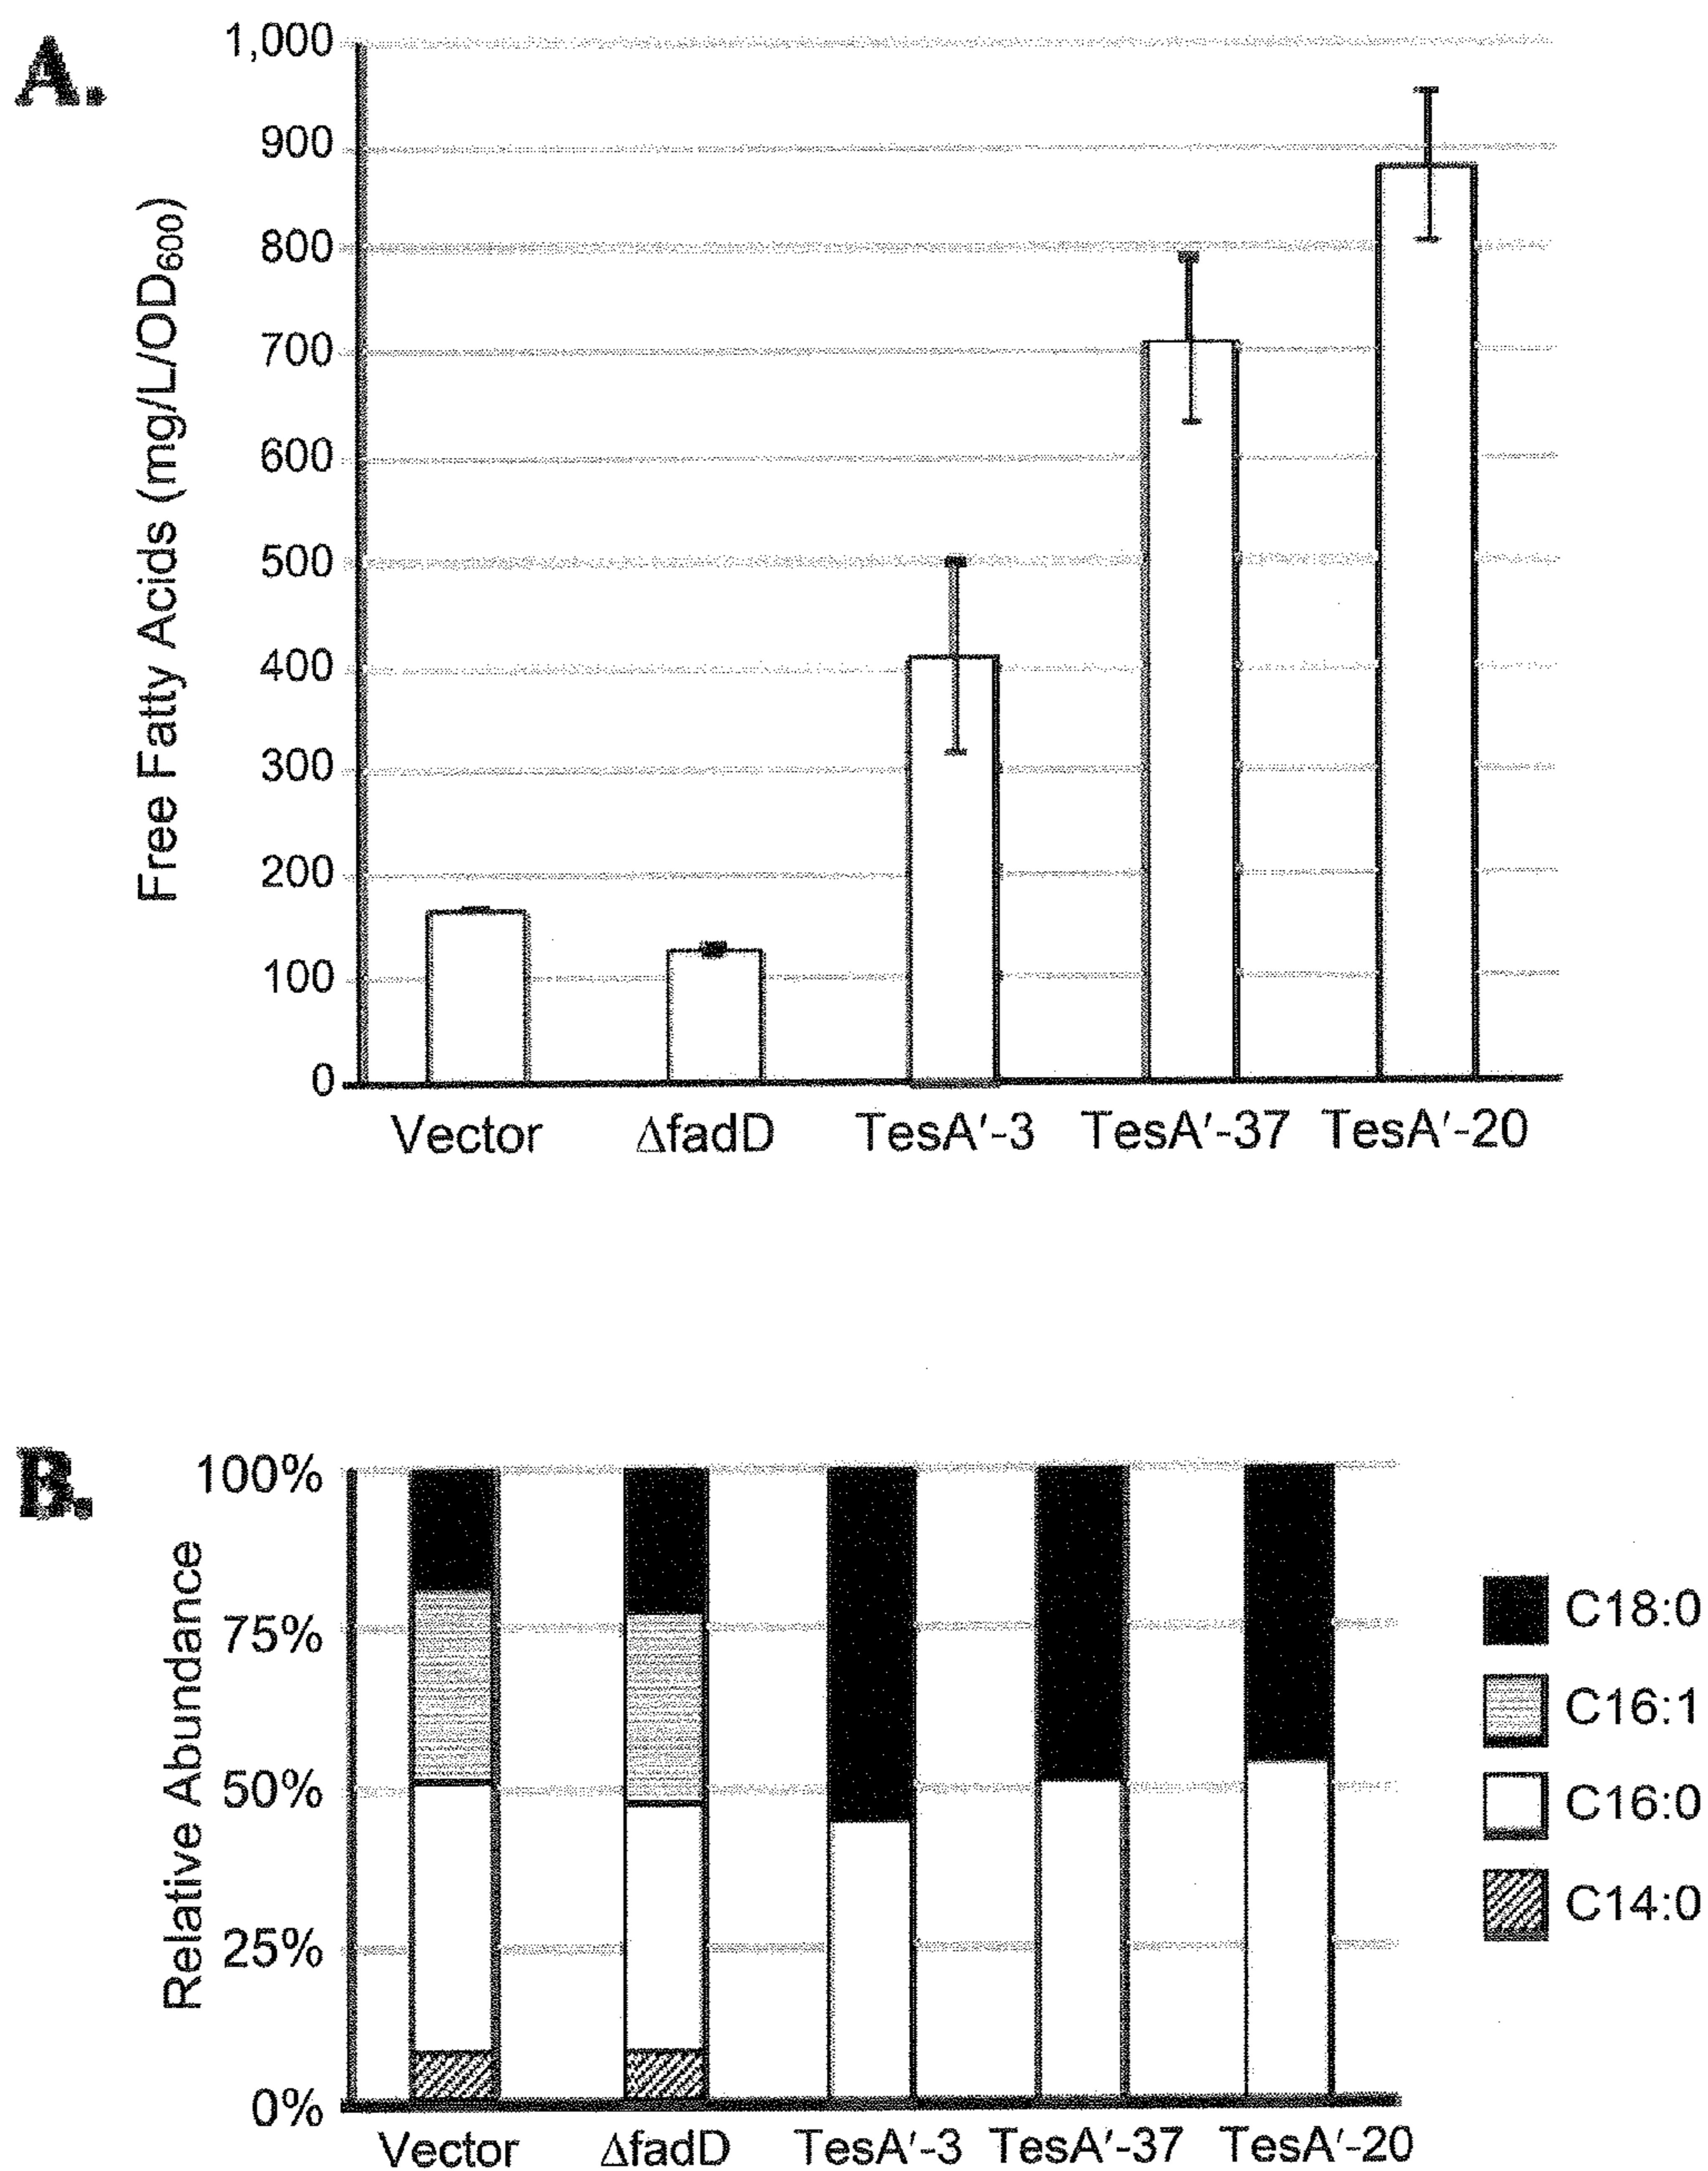 A.
Free Fatty Acids (mg/L/OD₆₀₀)
1,000
900
800
700
600
500
400
300
200
100
0
Vector ΔfadD TesA′-3 TesA′-37 TesA′-20
B.
Relative Abundance
100%
75%
50%
25%
0%
Vector ΔfadD TesA′-3 TesA′-37 TesA′-20
C18:0
C16:1
C16:0
C14:0